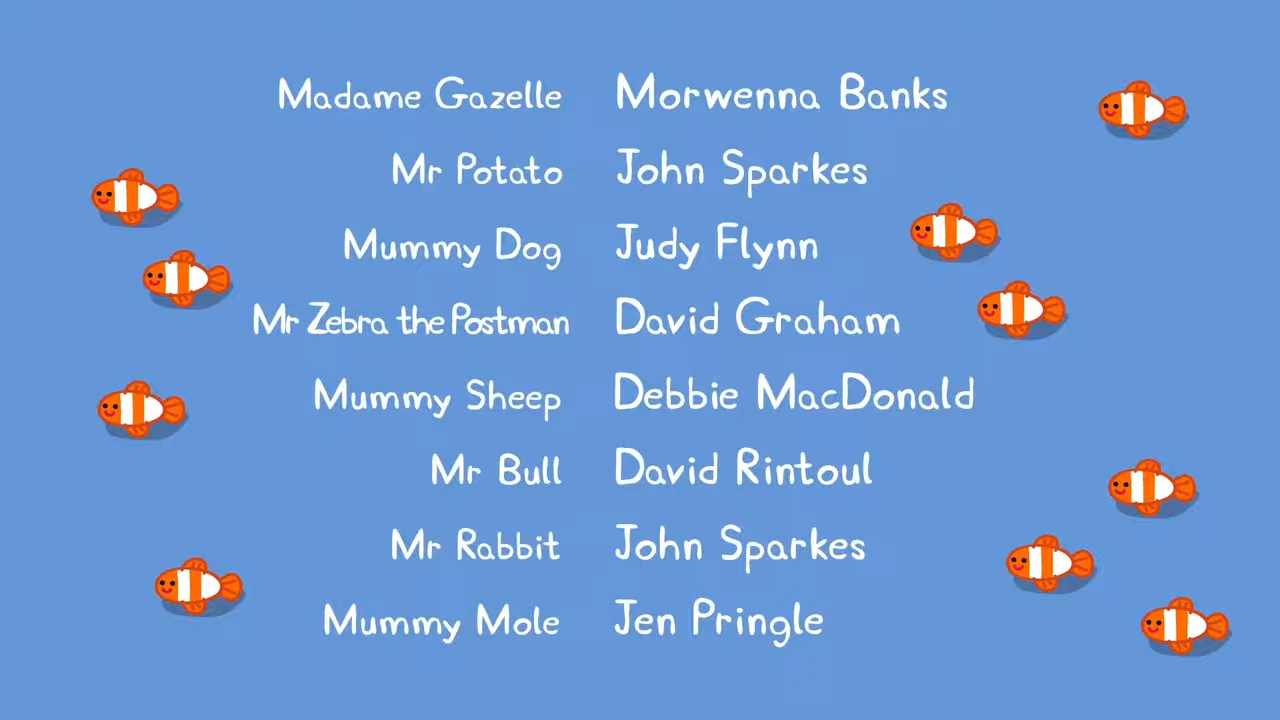 Madame Gazelle Morwenna Banks
Mr Potato John Sparkes
Mummy Dog Judy Flynn
Mr Zebra the Postman David Graham
Mummy Sheep Debbie MacDonald
Mr Bull David Rintoul
Mr Rabbit John Sparkes
Mummy Mole Jen Pringle